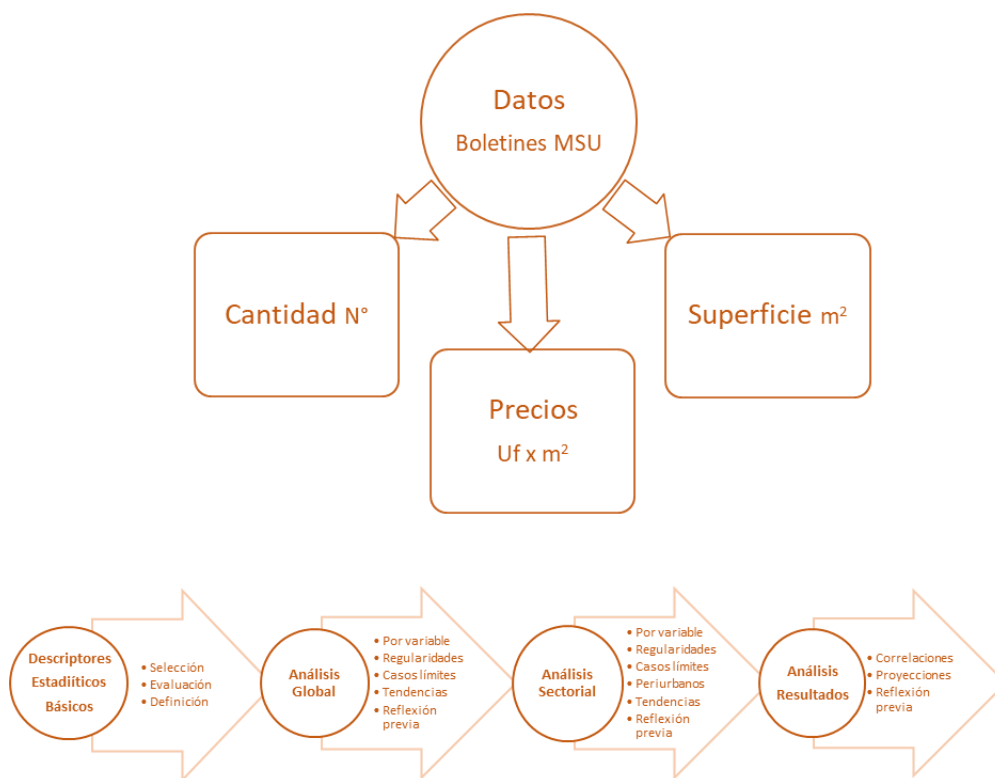 Datos
Boletines MSU
Cantidad N°
Precios
Uf x m²
Superficie m²
Descriptores
Estadiíticos
Básicos
• Selección
• Evaluación
• Definición
Análisis
Global
• Por variable
• Regularidades
• Casos límites
• Tendencias
• Reflexión
previa
Análisis
Sectorial
• Por variable
• Regularidades
• Casos límites
• Periurbanos
• Tendencias
• Reflexión
previa
Análisis
Resultados
• Correlaciones
• Proyecciones
• Reflexión
previa